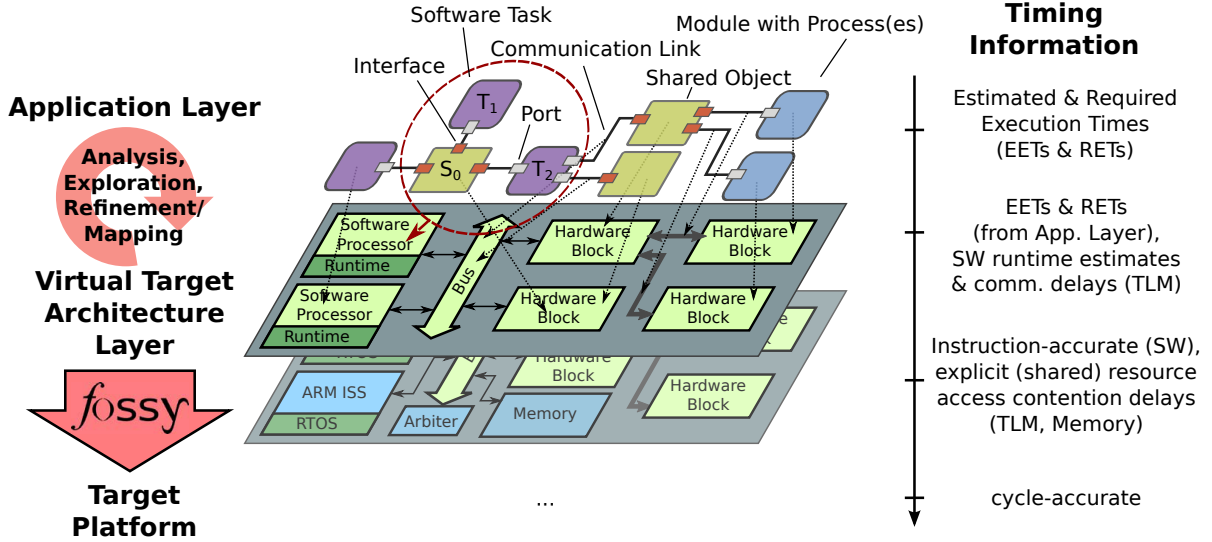 Software Task
Module with Process(es)
Timing
Information
Communication Link
Interface
Shared Object
Port
Application Layer
Analysis,
Exploration,
Refinement/
Mapping
T1
S0
T2
Estimated & Required
Execution Times
(EETs & RETs)
Software
Processor
Runtime
Bus
Hardware
Block
Hardware
Block
EETs & RETs
(from App. Layer),
SW runtime estimates
& comm. delays (TLM)
Virtual Target
Architecture
Layer
Software
Processor
Runtime
Hardware
Block
Hardware
Block
Hardware
Block
Hardware
Block
ARM ISS
RTOS
Arbiter
Memory
Instruction-accurate (SW),
explicit (shared) resource
access contention delays
(TLM, Memory)
fossy
Target
Platform
...
cycle-accurate